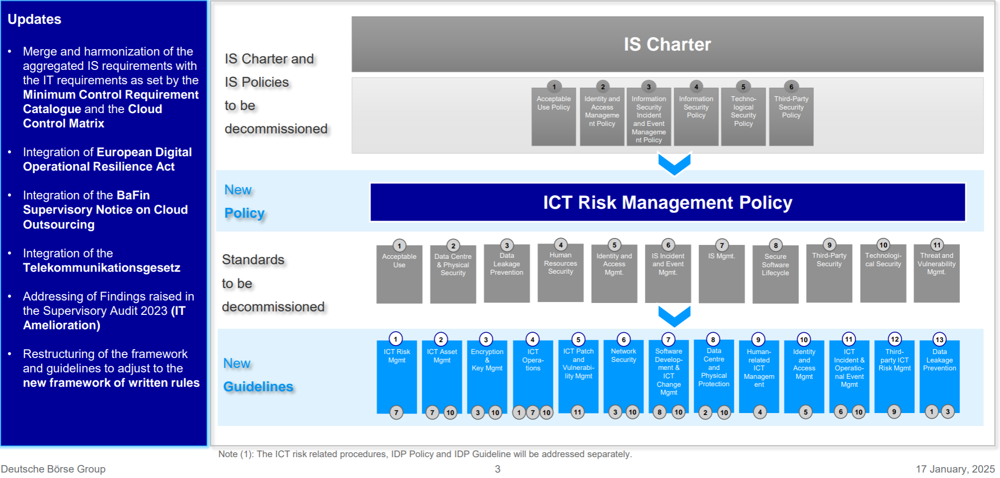 Updates
• Merge and harmonization of the
aggregated IS requirements with
the IT requirements as set by the
Minimum Control Requirement
Catalogue and the Cloud
Control Matrix
• Integration of European Digital
Operational Resilience Act
• Integration of the BaFin
Supervisory Notice on Cloud
Outsourcing
• Integration of the
Telekommunikationsgesetz
• Addressing of Findings raised in
the Supervisory Audit 2023 (IT
Amelioration)
• Restructuring of the framework
and guidelines to adjust to the
new framework of written rules
IS Charter and
IS Policies
to be
decommissioned
IS Charter
1
Acceptable
Use Policy
2
Identity and
Access
Manageme
nt Policy
3
Information
Security
Incident
and Event
Manageme
nt Policy
4
Information
Security
Policy
5
Techno-
logical
Security
Policy
6
Third-Party
Security
Policy
New
Policy
ICT Risk Management Policy
Standards
to be
decommissioned
1
Acceptable
Use
2
Data Centre
& Physical
Security
3
Data
Leakage
Prevention
4
Human
Resources
Security
5
Identity and
Access
Mgmt.
6
IS Incident
and Event
Mgmt.
7
IS Mgmt.
8
Secure
Software
Lifecycle
9
Third-Party
Security
10
Technologi-
cal Security
11
Threat and
Vulnerability
Mgmt.
New
Guidelines
1
ICT Risk
Mgmt
7
2
ICT Asset
Mgmt
7 10
3
Encryption
&
Key Mgmt
3 10
4
ICT
Opera-
tions
1 7 10
5
ICT Patch
and
Vulnerabi-
lity Mgmt
11
6
Network
Security
3 10
7
Software
Develop-
ment &
ICT
Change
Mgmt
8 10
8
Data
Centre
and
Physical
Protection
2 10
9
Human-
related
ICT
Managem
ent
4
10
Identity
and
Access
Mgmt
5
11
ICT
Incident &
Operatio-
nal Event
Mgmt
6 10
12
Third-
party ICT
Risk Mgmt
9
13
Data
Leakage
Prevention
1 3
Note (1): The ICT risk related procedures, IDP Policy and IDP Guideline will be addressed separately.
Deutsche Börse Group
3
17 January, 2025